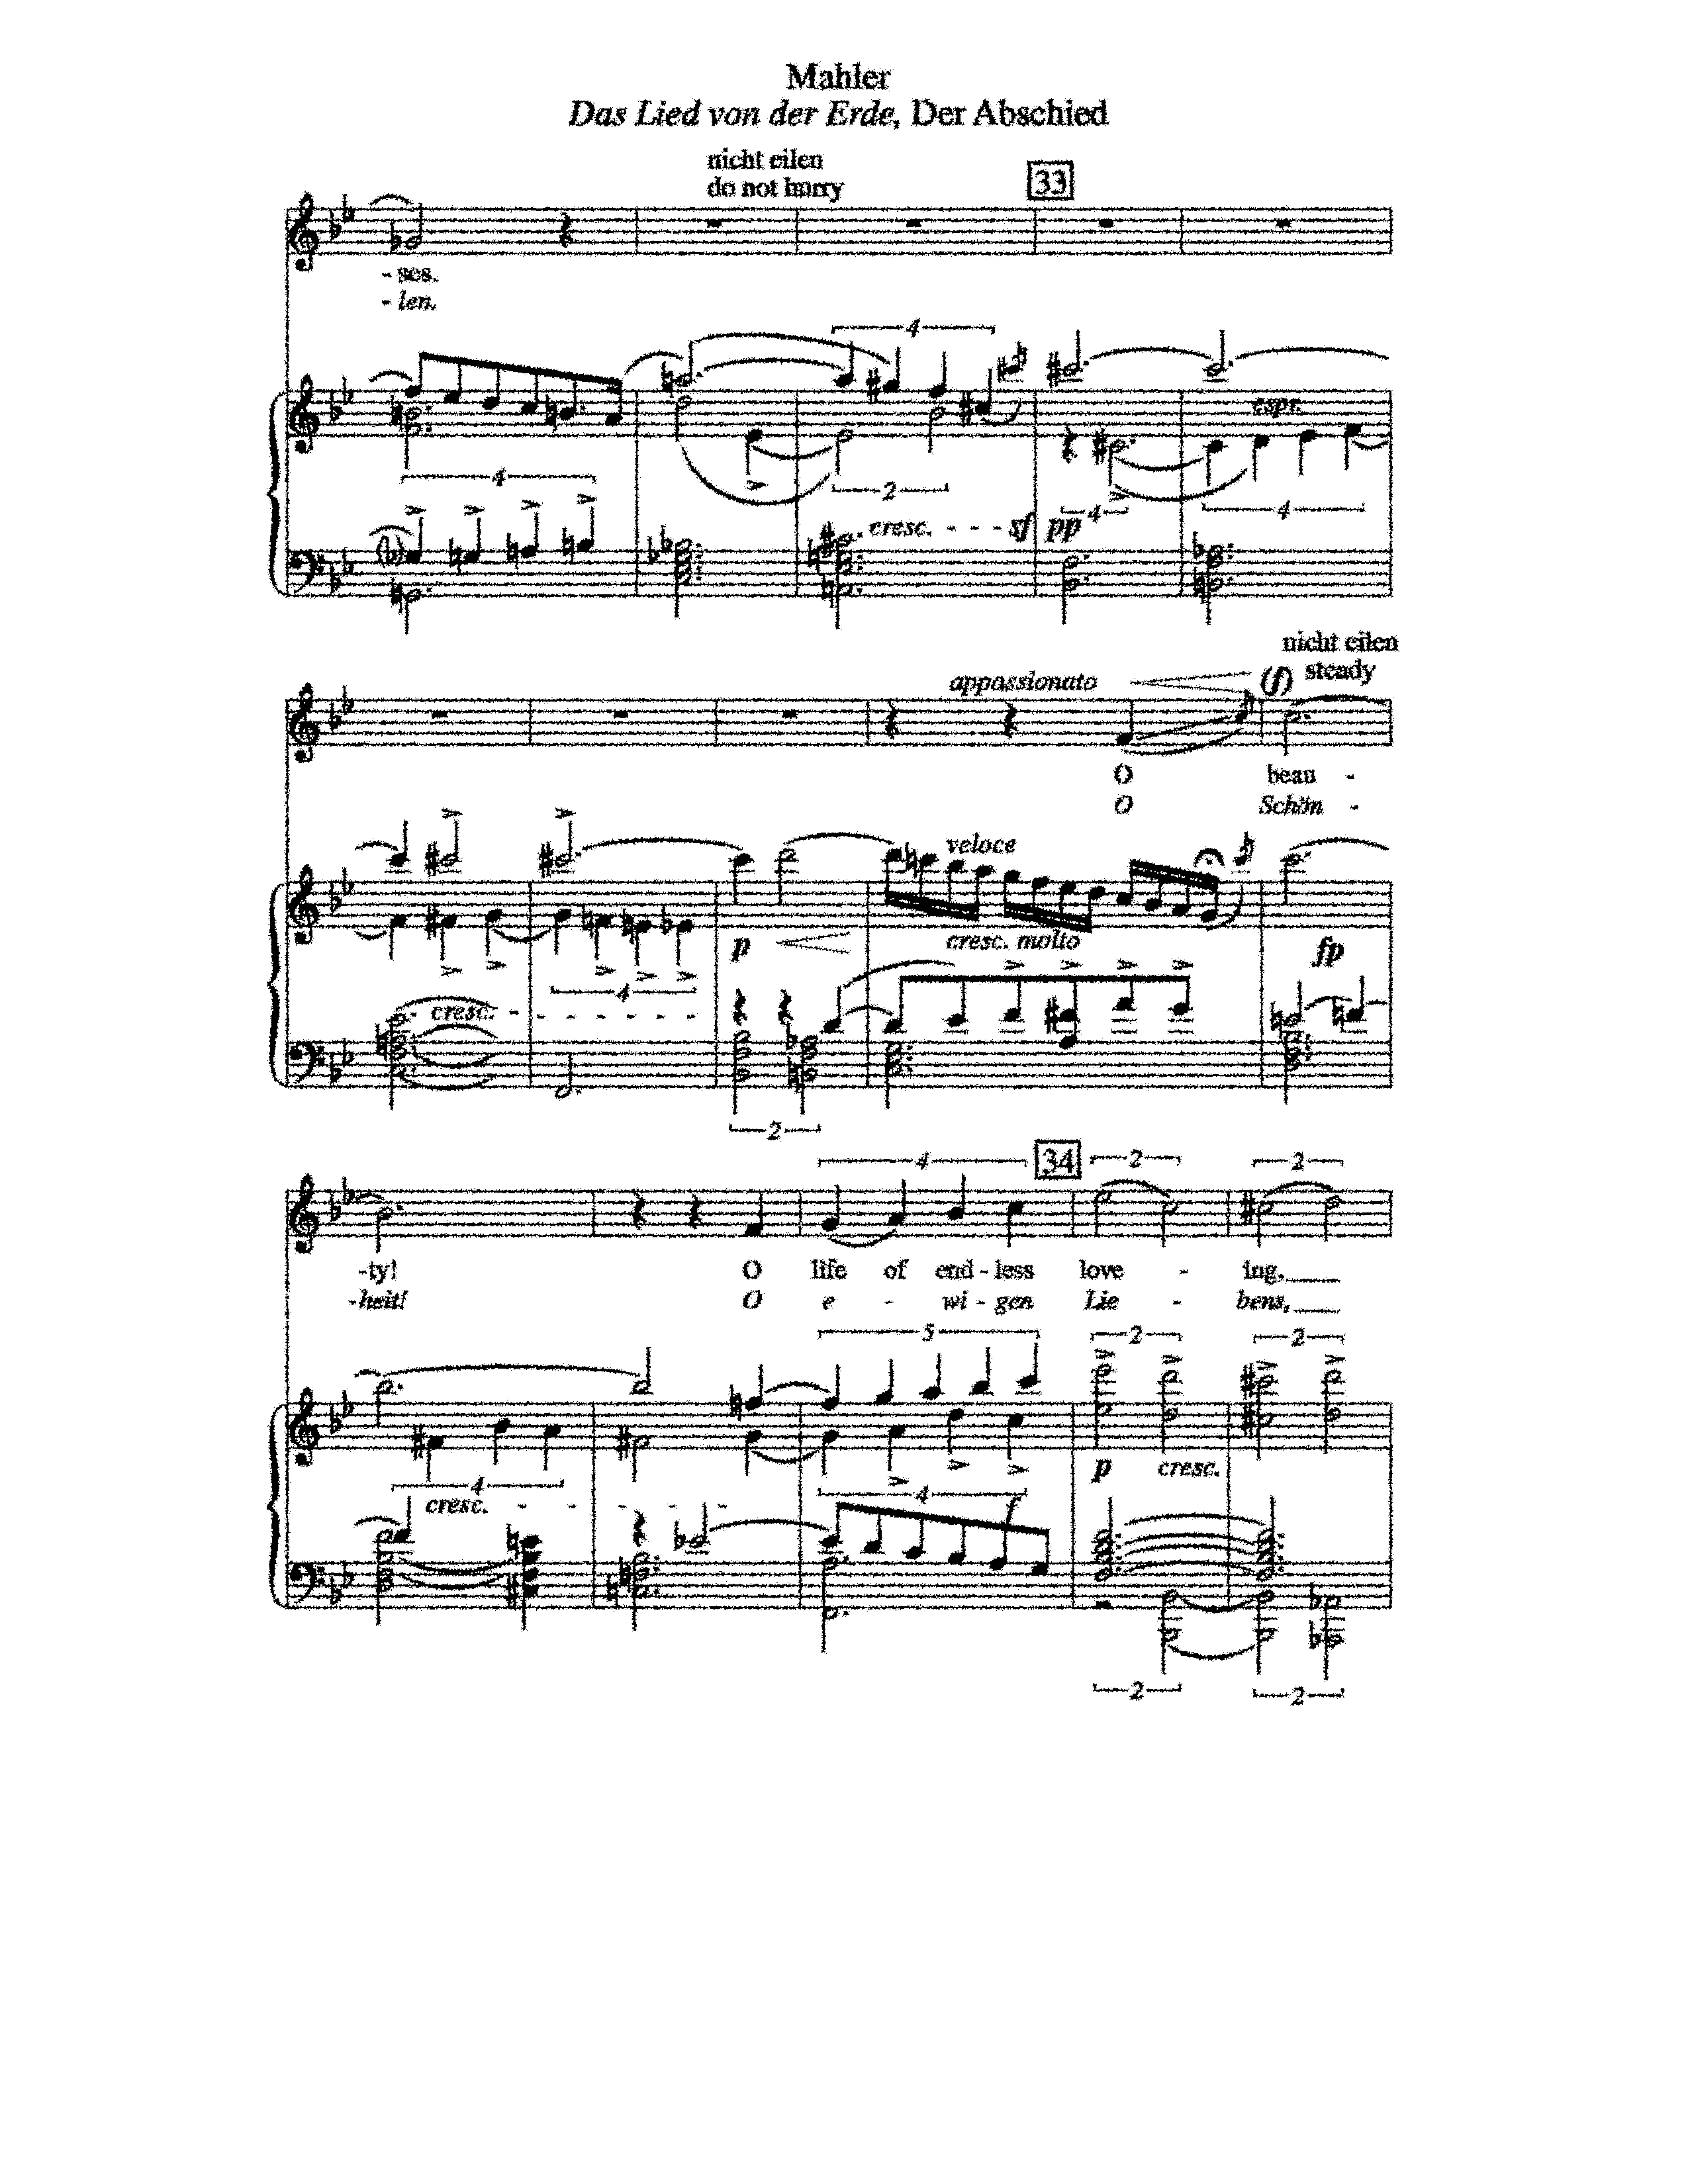 Mahler
Das Lied von der Erde, Der Abschied
nicht eilen
do not hurry
33
- ses.
- len.
4
espr.
4
2
4
4
cresc. - - - sf pp
nicht eilen
steady
appassionato
(f)
O beau -
O Schön -
veloce
p
cresc. molto
fp
4
cresc. - - - - - - -
2
4
34
2
2
-ty! O life of end - less love - ing,
-heit! O e - wi - gen Lie - bens,
5
2
2
p cresc.
4
4
cresc. - - - - -
f
2
2